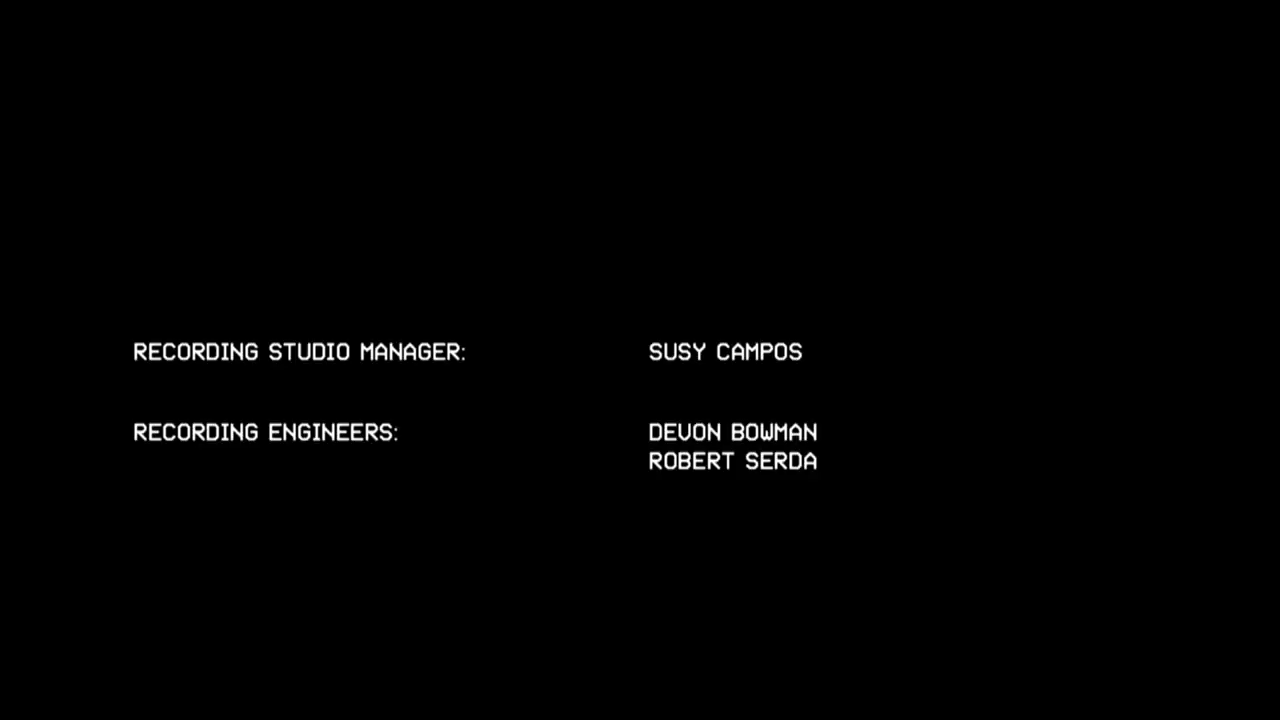 RECORDING STUDIO MANAGER: SUSY CAMPOS
RECORDING ENGINEERS: DEVON BOWMAN
ROBERT SERDA